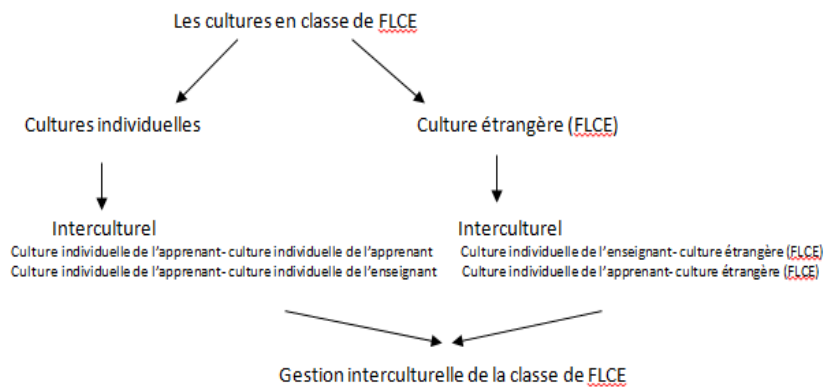 Les cultures en classe de FLCE
Cultures individuelles
Culture étrangère (FLCE)
Interculturel
Culture individuelle de l'apprenant- culture individuelle de l'apprenant
Culture individuelle de l'apprenant- culture individuelle de l'enseignant
Interculturel
Culture individuelle de l'enseignant- culture étrangère (FLCE)
Culture individuelle de l'apprenant- culture étrangère (FLCE)
Gestion interculturelle de la classe de FLCE